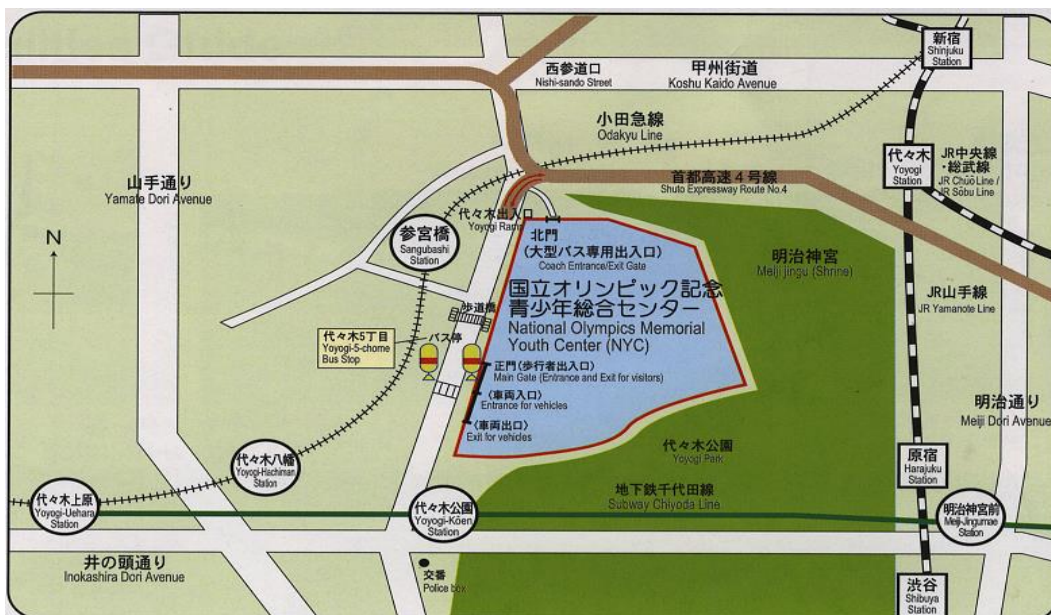 新宿
Shinjuku
Station
西参道口
Nishi-sando Street
甲州街道
Koshu Kaido Avenue
小田急線
Odakyu Line
代々木
Yoyogi
Station
JR中央線
・総武線
JR Chūō Line /
JR Sōbu Line
山手通り
Yamate Dori Avenue
首都高速4号線
Shuto Expressway Route No.4
代々木出入口
Yoyogi Ramp
参宮橋
Sangubashi
Station
N
北門
(大型バス専用出入口)
Coach Entrance/Exit Gate
明治神宮
Meiji jingu (Shrine)
国立オリンピック記念
青少年総合センター
National Olympics Memorial
Youth Center (NYC)
JR山手線
JR Yamanote Line
歩道橋
代々木5丁目
Yoyogi-5-chome
Bus Stop
バス停
正門(歩行者出入口)
Main Gate (Entrance and Exit for visitors)
〈車両入口〉
Entrance for vehicles
〈車両出口〉
Exit for vehicles
明治通り
Meiji Dori Avenue
代々木公園
Yoyogi Park
代々木八幡
Yoyogi-Hachiman
Station
原宿
Harajuku
Station
地下鉄千代田線
Subway Chiyoda Line
代々木上原
Yoyogi-Uehara
Station
代々木公園
Yoyogi-Kōen
Station
明治神宮前
Meiji-Jingumae
Station
井の頭通り
Inokashira Dori Avenue
交番
Police box
渋谷
Shibuya
Station